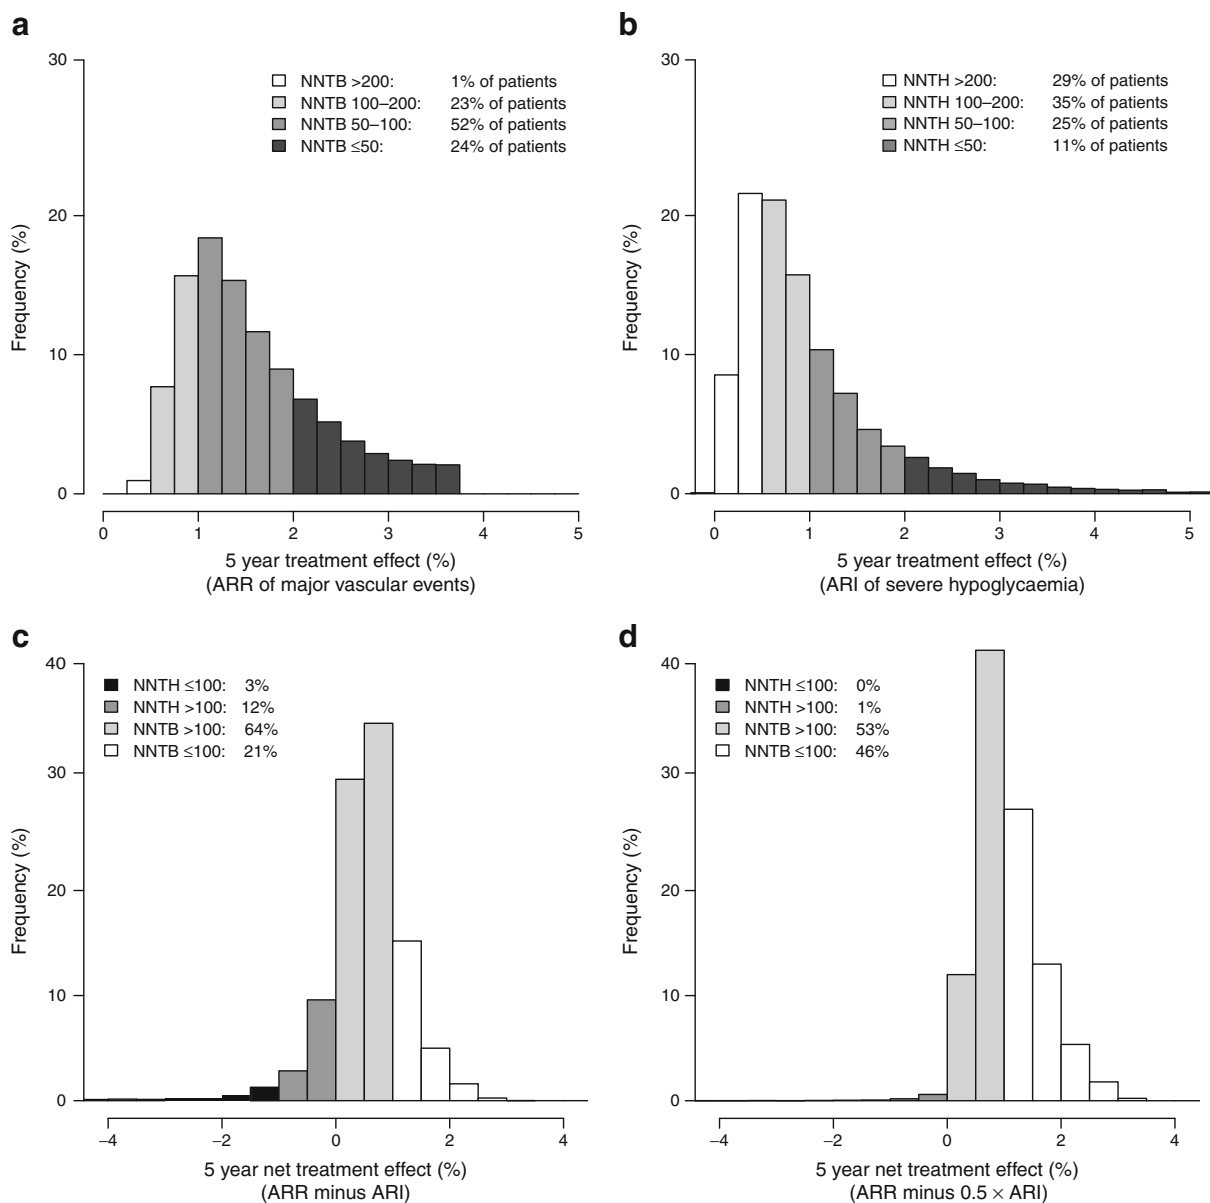 a
30
20
10
0
Frequency (%)
NNTB >200: 1% of patients
NNTB 100–200: 23% of patients
NNTB 50–100: 52% of patients
NNTB ≤50: 24% of patients
0 1 2 3 4 5
5 year treatment effect (%)
(ARR of major vascular events)
b
30
20
10
0
Frequency (%)
NNTH >200: 29% of patients
NNTH 100–200: 35% of patients
NNTH 50–100: 25% of patients
NNTH ≤50: 11% of patients
0 1 2 3 4 5
5 year treatment effect (%)
(ARI of severe hypoglycaemia)
c
40
30
20
10
0
Frequency (%)
NNTH ≤100: 3%
NNTH >100: 12%
NNTB >100: 64%
NNTB ≤100: 21%
−4 −2 0 2 4
5 year net treatment effect (%)
(ARR minus ARI)
d
40
30
20
10
0
Frequency (%)
NNTH ≤100: 0%
NNTH >100: 1%
NNTB >100: 53%
NNTB ≤100: 46%
−4 −2 0 2 4
5 year net treatment effect (%)
(ARR minus 0.5 × ARI)